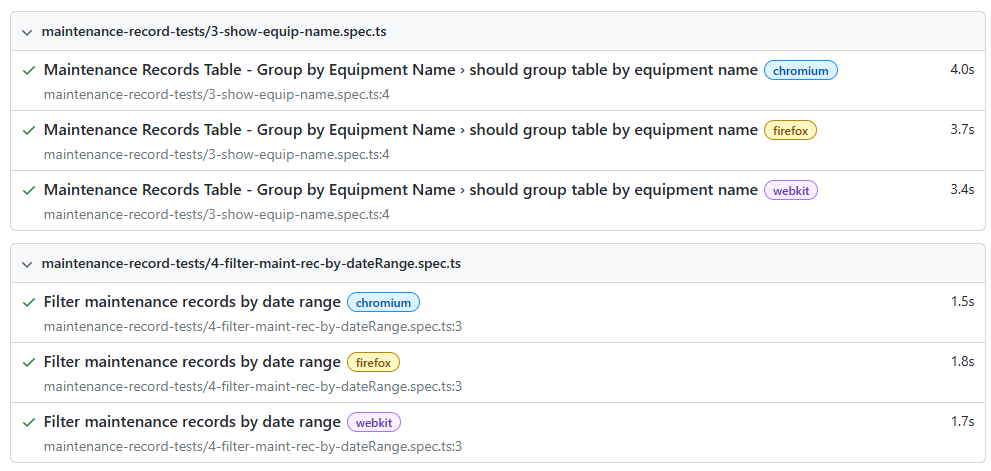 maintenance-record-tests/3-show-equip-name.spec.ts
Maintenance Records Table - Group by Equipment Name › should group table by equipment name chromium 4.0s
maintenance-record-tests/3-show-equip-name.spec.ts:4
Maintenance Records Table - Group by Equipment Name › should group table by equipment name firefox 3.7s
maintenance-record-tests/3-show-equip-name.spec.ts:4
Maintenance Records Table - Group by Equipment Name › should group table by equipment name webkit 3.4s
maintenance-record-tests/3-show-equip-name.spec.ts:4
maintenance-record-tests/4-filter-maint-rec-by-dateRange.spec.ts
Filter maintenance records by date range chromium 1.5s
maintenance-record-tests/4-filter-maint-rec-by-dateRange.spec.ts:3
Filter maintenance records by date range firefox 1.8s
maintenance-record-tests/4-filter-maint-rec-by-dateRange.spec.ts:3
Filter maintenance records by date range webkit 1.7s
maintenance-record-tests/4-filter-maint-rec-by-dateRange.spec.ts:3